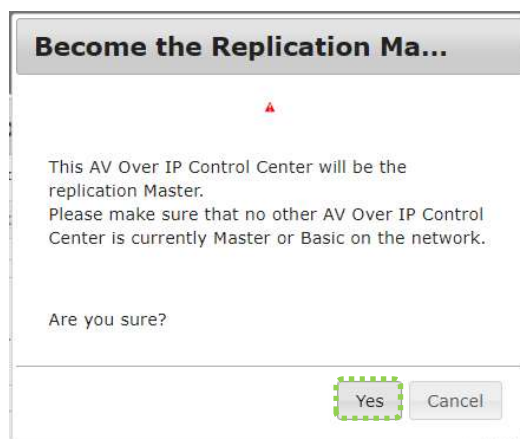 Become the Replication Ma...
This AV Over IP Control Center will be the
replication Master.
Please make sure that no other AV Over IP Control
Center is currently Master or Basic on the network.
Are you sure?
Yes Cancel